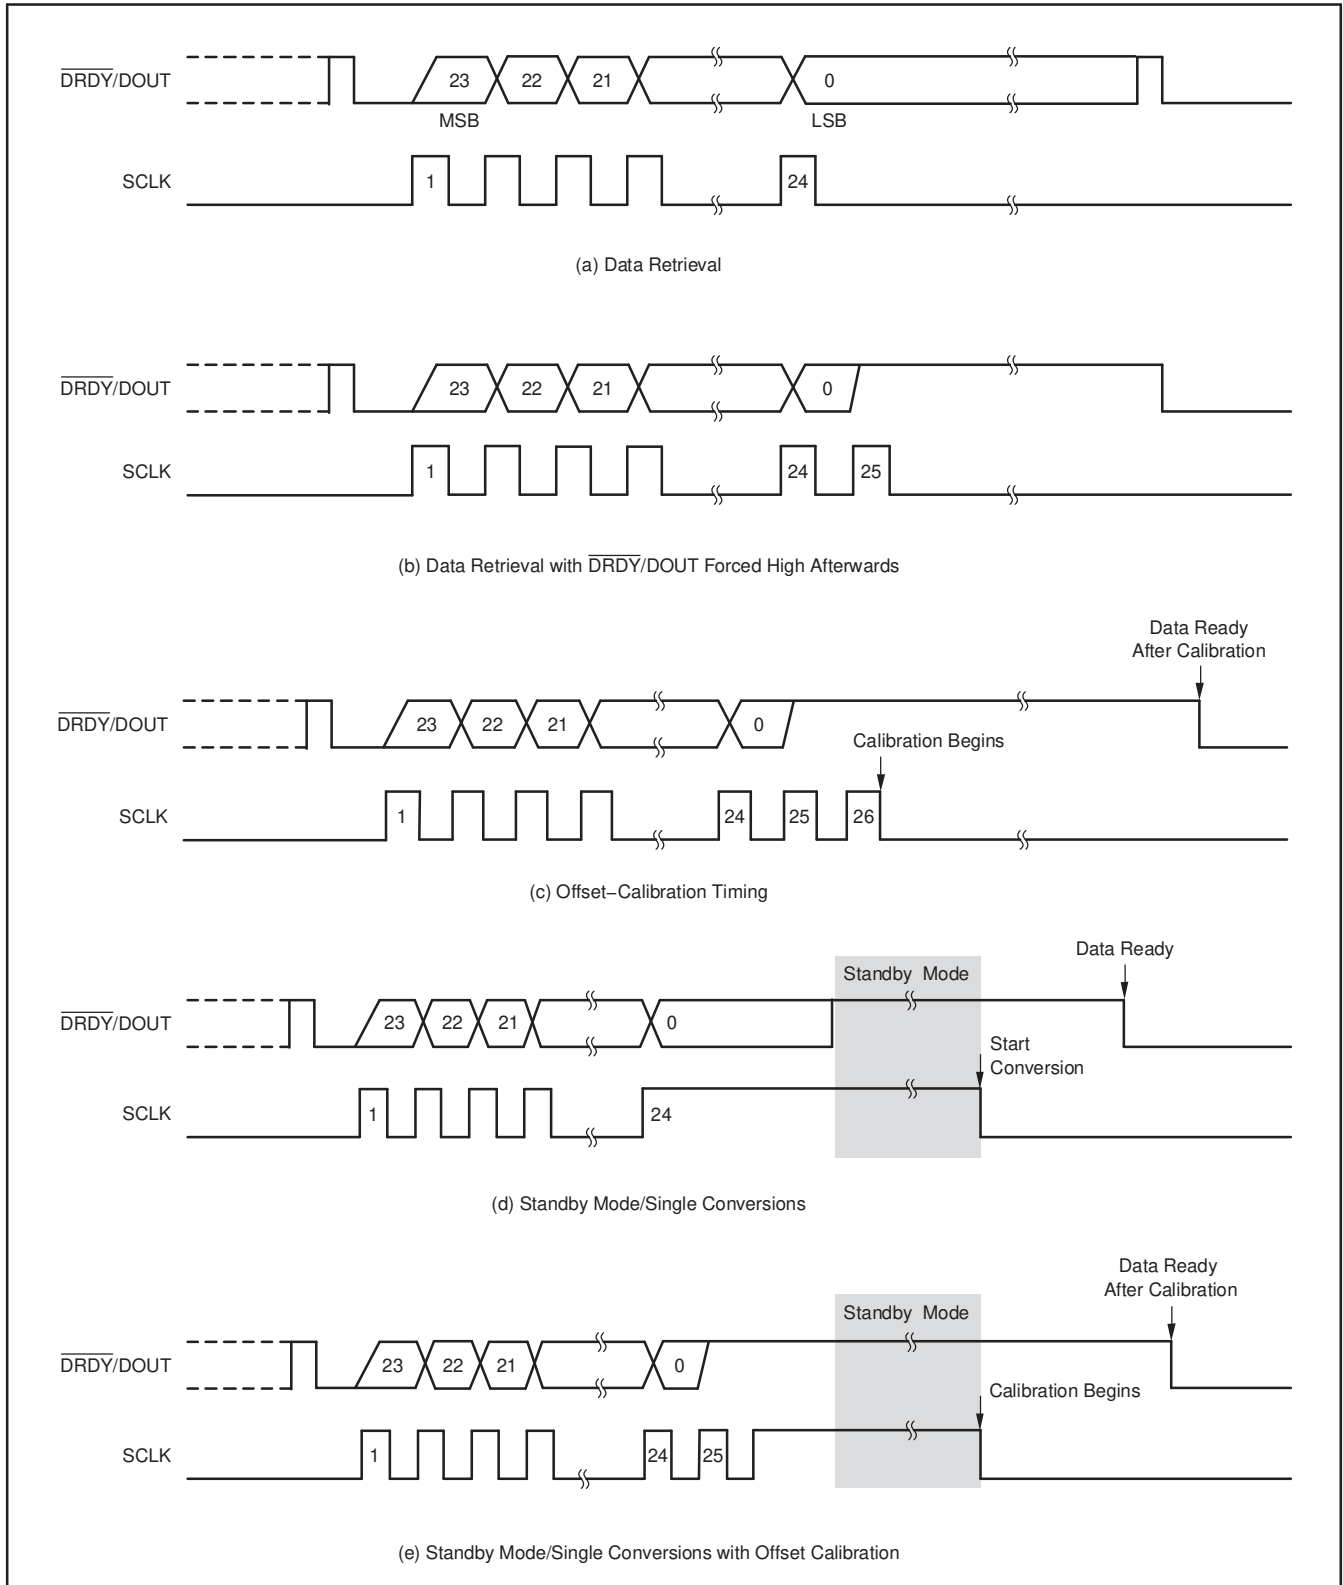 DRDY/DOUT
23 22 21 0
MSB LSB
SCLK
1 24
(a) Data Retrieval
DRDY/DOUT
23 22 21 0
SCLK
1 24 25
(b) Data Retrieval with DRDY/DOUT Forced High Afterwards
Data Ready
After Calibration
DRDY/DOUT
23 22 21 0
Calibration Begins
SCLK
1 24 25 26
(c) Offset−Calibration Timing
Data Ready
Standby Mode
DRDY/DOUT
23 22 21 0
Start
Conversion
SCLK
1 24
(d) Standby Mode/Single Conversions
Data Ready
After Calibration
Standby Mode
DRDY/DOUT
23 22 21 0
Calibration Begins
SCLK
1 24 25
(e) Standby Mode/Single Conversions with Offset Calibration